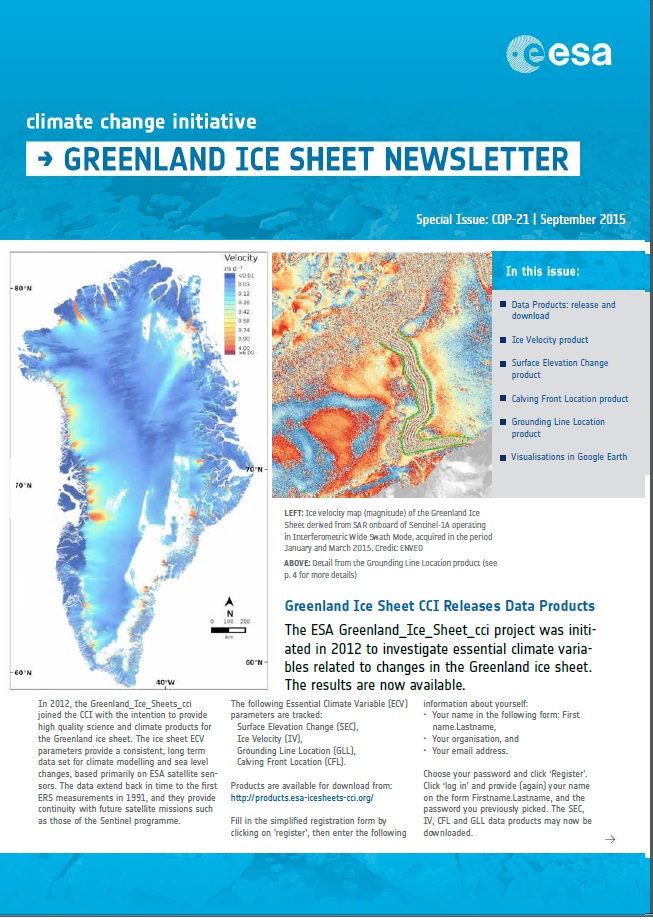 esa
climate change initiative
→ GREENLAND ICE SHEET NEWSLETTER
Special Issue: COP-21 | September 2015
Velocity
m d⁻¹
<0.01
0.03
0.12
0.28
0.42
0.58
0.74
0.90
4.00
>6.00
80°N
70°N
70°N
60°N
60°N
40°W
N
0 100 200
km
In this issue:
Data Products: release and
download
Ice Velocity product
Surface Elevation Change
product
Calving Front Location product
Grounding Line Location
product
Visualisations in Google Earth
LEFT: Ice velocity map (magnitude) of the Greenland Ice
Sheet derived from SAR onboard of Sentinel-1A operating
in Interferometric Wide Swath Mode, acquired in the period
January and March 2015. Credit: ENVEO
ABOVE: Detail from the Grounding Line Location product (see
p. 4 for more details)
Greenland Ice Sheet CCI Releases Data Products
The ESA Greenland_Ice_Sheet_cci project was initi-
ated in 2012 to investigate essential climate varia-
bles related to changes in the Greenland ice sheet.
The results are now available.
In 2012, the Greenland_Ice_Sheets_cci
joined the CCI with the intention to provide
high quality science and climate products for
the Greenland ice sheet. The ice sheet ECV
parameters provide a consistent, long term
data set for climate modelling and sea level
changes, based primarily on ESA satellite sen-
sors. The data extend back in time to the first
ERS measurements in 1991, and they provide
continuity with future satellite missions such
as those of the Sentinel programme.
The following Essential Climate Variable (ECV)
parameters are tracked:
Surface Elevation Change (SEC),
Ice Velocity (IV),
Grounding Line Location (GLL),
Calving Front Location (CFL).
Products are available for download from:
http://products.esa-icesheets-cci.org/
Fill in the simplified registration form by
clicking on 'register', then enter the following
information about yourself:
· Your name in the following form: First
name.Lastname,
· Your organisation, and
· Your email address.
Choose your password and click 'Register'.
Click 'log in' and provide (again) your name
on the form Firstname.Lastname, and the
password you previously picked. The SEC,
IV, CFL and GLL data products may now be
downloaded.
→